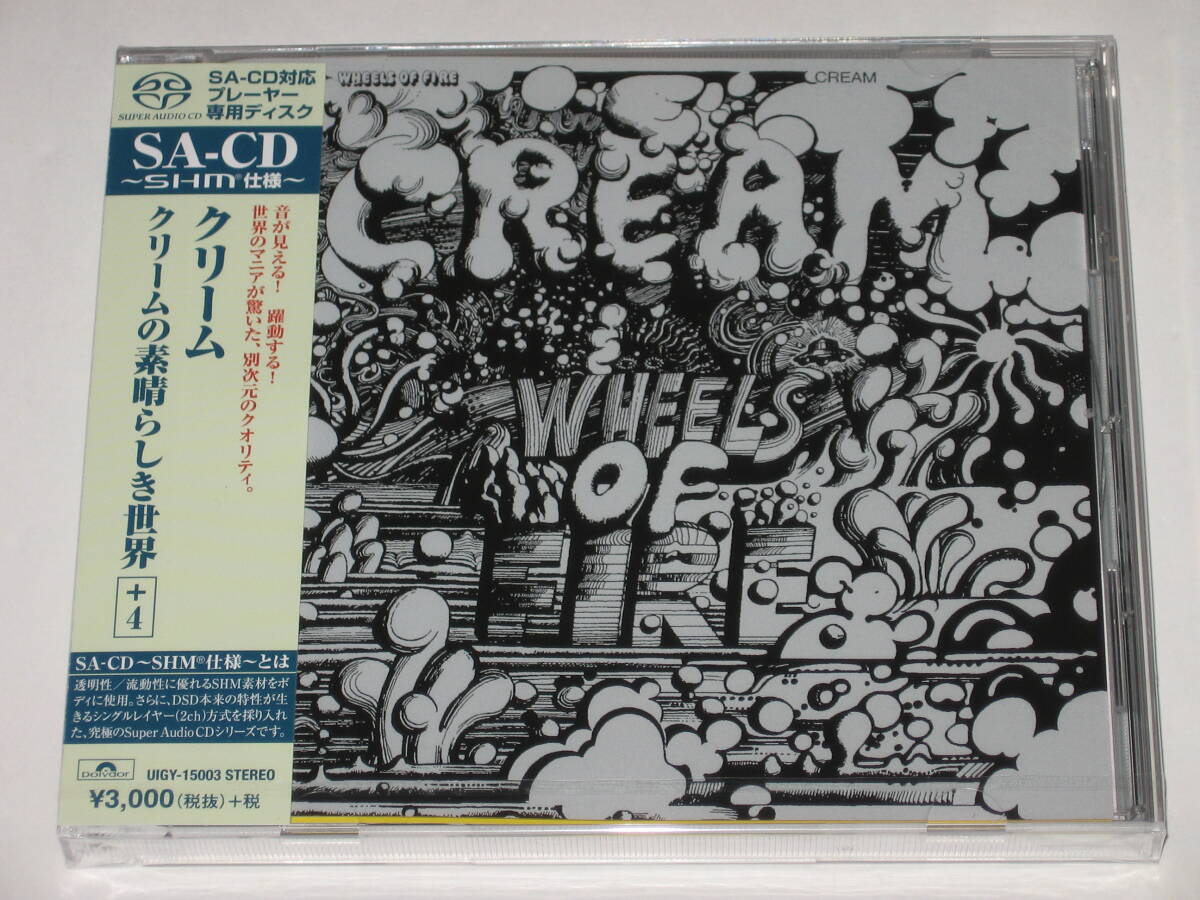 SUPER AUDIO CD
SA-CD対応
プレーヤー
専用ディスク
SA-CD
～SHM®仕様～
音が見える! 躍動する!
世界のマニアが驚いた、別次元のクオリティ。
クリーム
クリームの素晴らしき世界
+4
SA-CD～SHM®仕様～とは
透明性/流動性に優れるSHM素材をボ
ディに使用。さらに、DSD本来の特性が生
きるシングルレイヤー(2ch)方式を採り入れ
た、究極のSuper Audio CDシリーズです。
Polydor
UIGY-15003 STEREO
¥3,000(税抜)+税
WHEELS OF FIRE
CREAM
CREAM
WHEELS
OF
FIRE